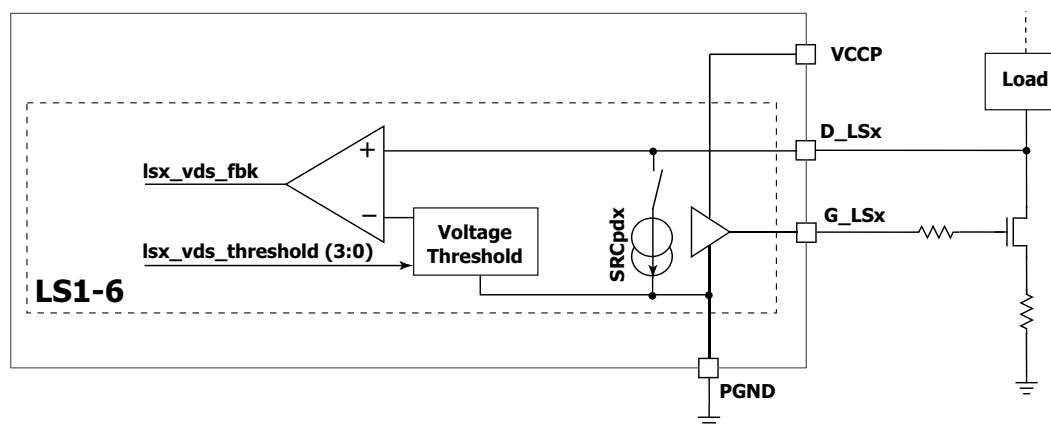 VCCP
Load
D_LSx
+
lsx_vds_fbk
–
G_LSx
Voltage
Threshold
SRCpdx
lsx_vds_threshold (3:0)
LS1-6
PGND